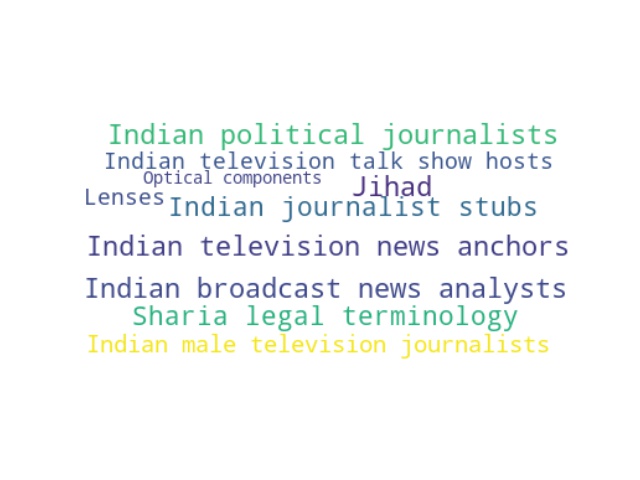 Indian political journalists
Indian television talk show hosts
Optical components
Jihad
Lenses
Indian journalist stubs
Indian television news anchors
Indian broadcast news analysts
Sharia legal terminology
Indian male television journalists